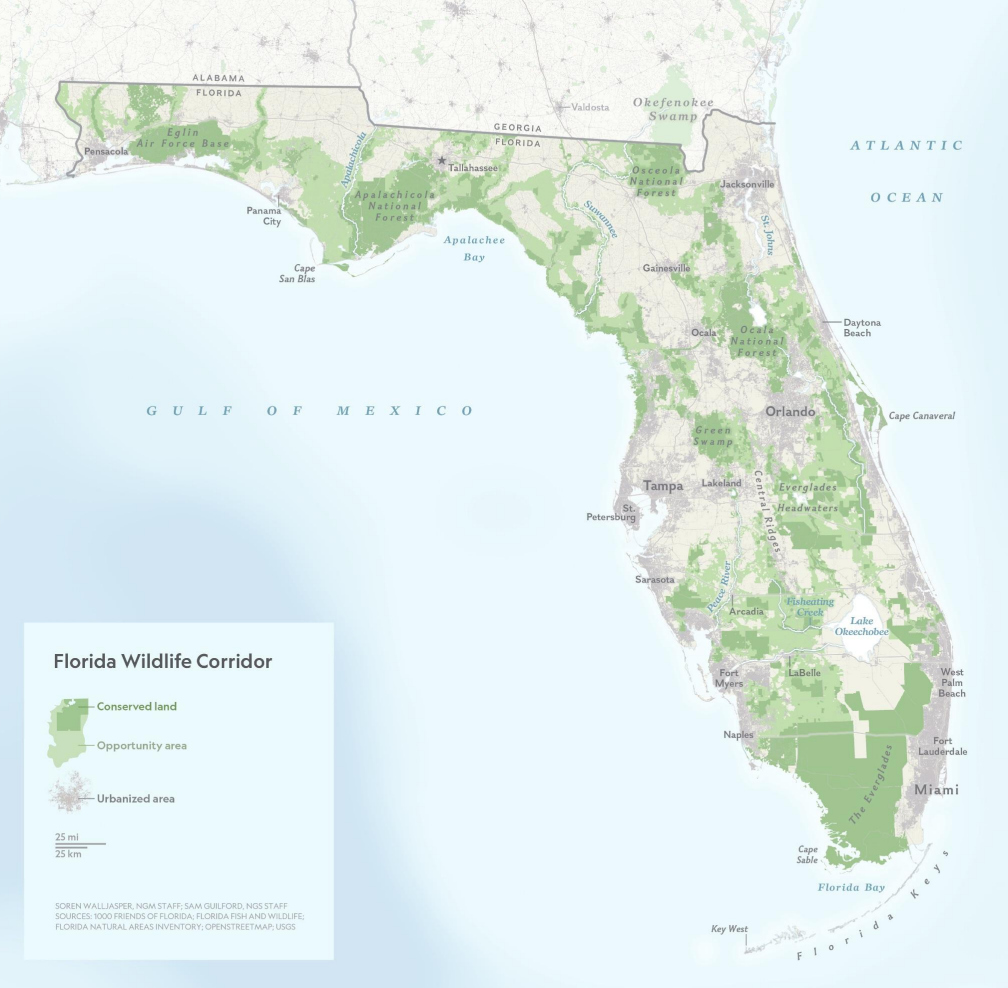 ALABAMA
FLORIDA
Valdosta
Okefenokee
Swamp
GEORGIA
FLORIDA
Eglin
Air Force Base
Pensacola
Apalachicola
Tallahassee
Osceola
National
Forest
ATLANTIC
OCEAN
Jacksonville
Apalachicola
National
Forest
Panama
City
Suwannee
St. Johns
Apalachee
Bay
Cape
San Blas
Gainesville
Ocala
Ocala
National
Forest
Daytona
Beach
GULF OF MEXICO
Orlando
Cape Canaveral
Green
Swamp
Tampa
Lakeland
Central Ridges
Everglades
Headwaters
St.
Petersburg
Sarasota
Peace River
Arcadia
Fisheating
Creek
Lake
Okeechobee
Fort
Myers
LaBelle
West
Palm
Beach
Naples
Fort
Lauderdale
The Everglades
Miami
Cape
Sable
Florida Bay
Key West
Florida Keys
Florida Wildlife Corridor
Conserved land
Opportunity area
Urbanized area
25 mi
25 km
SOREN WALLJASPER, NGM STAFF; SAM GUILFORD, NGS STAFF
SOURCES: 1000 FRIENDS OF FLORIDA; FLORIDA FISH AND WILDLIFE;
FLORIDA NATURAL AREAS INVENTORY; OPENSTREETMAP; USGS